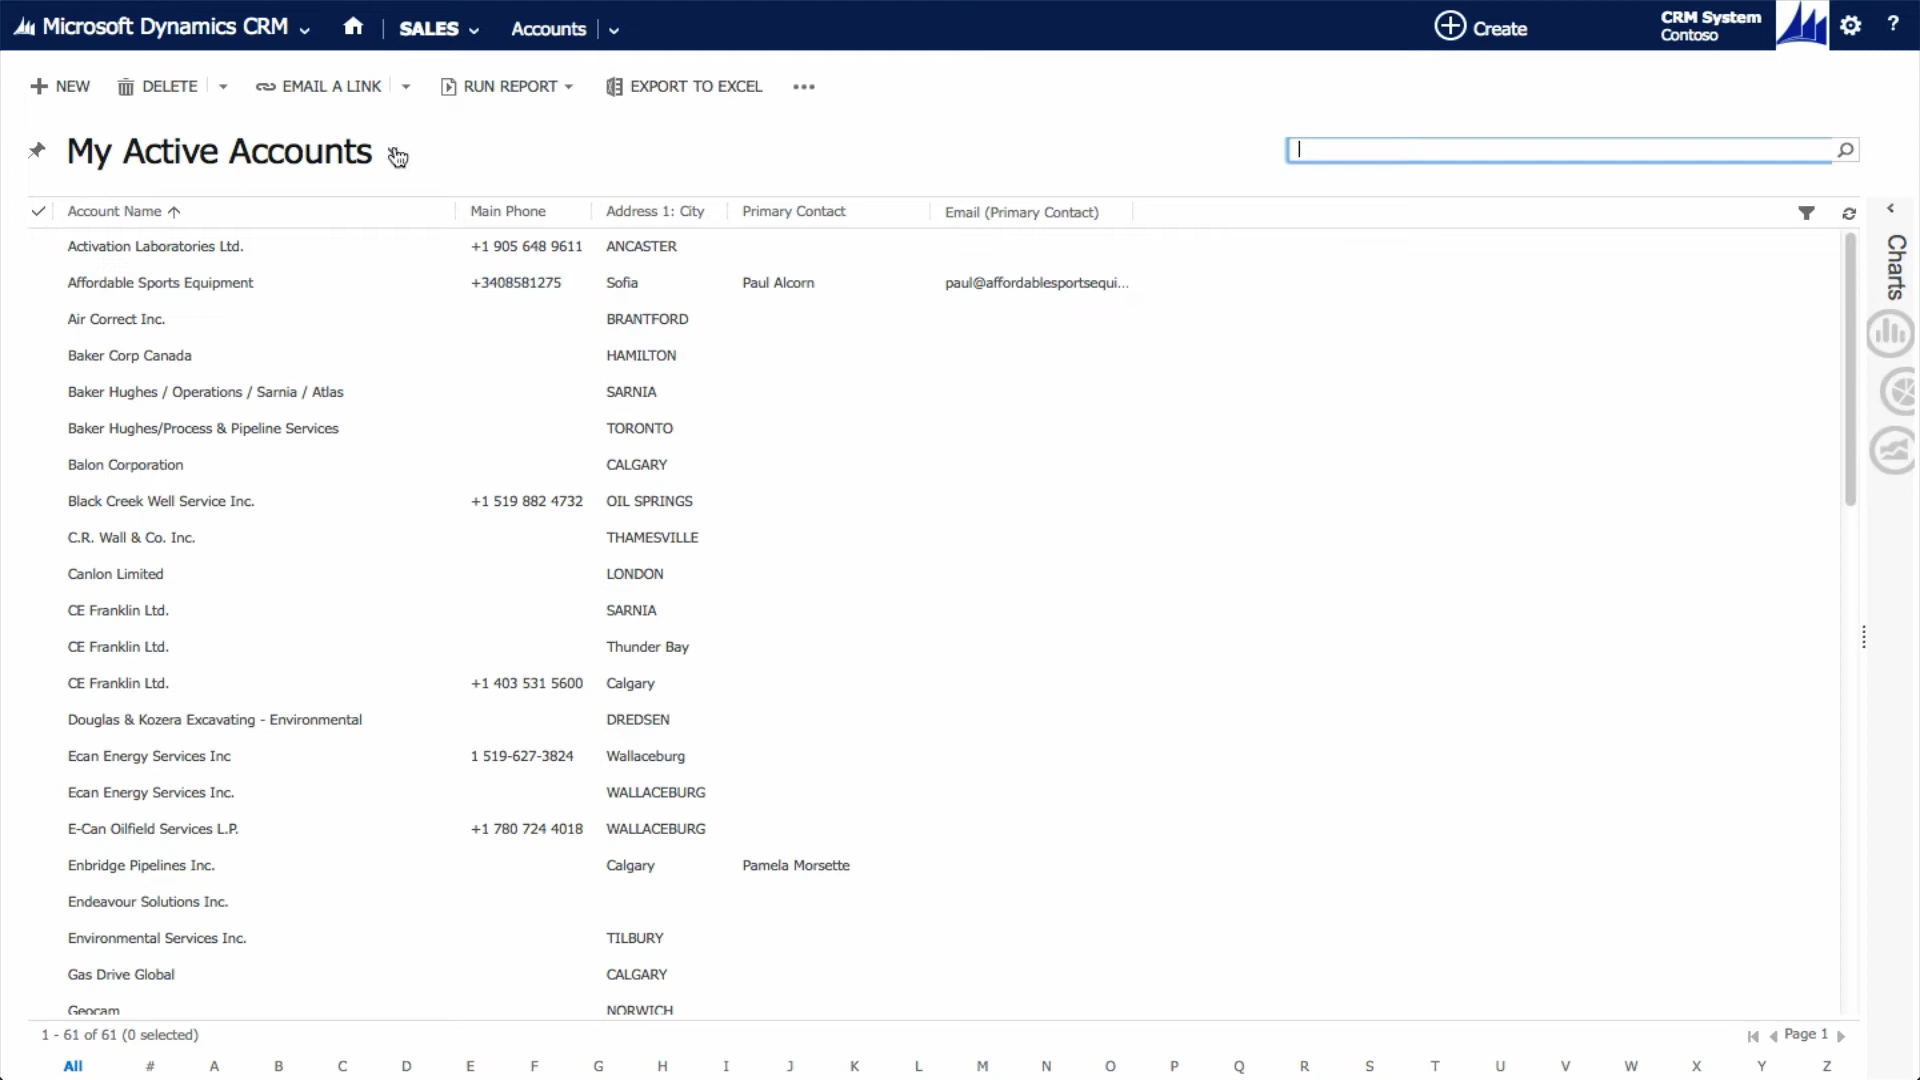 Microsoft Dynamics CRM SALES Accounts Create CRM System Contoso ?
NEW DELETE EMAIL A LINK RUN REPORT EXPORT TO EXCEL •••
My Active Accounts
Account Name Main Phone Address 1: City Primary Contact Email (Primary Contact)
Charts
Activation Laboratories Ltd. +1 905 648 9611 ANCASTER
Affordable Sports Equipment +3408581275 Sofia Paul Alcorn paul@affordablesportsequi...
Air Correct Inc. BRANTFORD
Baker Corp Canada HAMILTON
Baker Hughes / Operations / Sarnia / Atlas SARNIA
Baker Hughes/Process & Pipeline Services TORONTO
Balon Corporation CALGARY
Black Creek Well Service Inc. +1 519 882 4732 OIL SPRINGS
C.R. Wall & Co. Inc. THAMESVILLE
Canlon Limited LONDON
CE Franklin Ltd. SARNIA
CE Franklin Ltd. Thunder Bay
CE Franklin Ltd. +1 403 531 5600 Calgary
Douglas & Kozera Excavating - Environmental DREDSEN
Ecan Energy Services Inc 1 519-627-3824 Wallaceburg
Ecan Energy Services Inc. WALLACEBURG
E-Can Oilfield Services L.P. +1 780 724 4018 WALLACEBURG
Enbridge Pipelines Inc. Calgary Pamela Morsette
Endeavour Solutions Inc.
Environmental Services Inc. TILBURY
Gas Drive Global CALGARY
Geocam NORWICH
1 - 61 of 61 (0 selected) Page 1
All # A B C D E F G H I J K L M N O P Q R S T U V W X Y Z